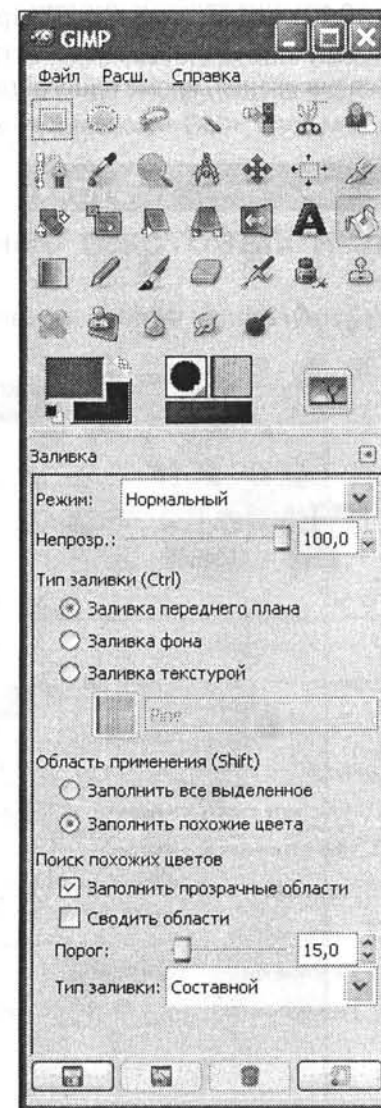 GIMP
Файл Расш. Справка
Заливка
Режим: Нормальный
Непрозр.: 100,0
Тип заливки (Ctrl)
Заливка переднего плана
Заливка фона
Заливка текстурой
Pine
Область применения (Shift)
Заполнить все выделенное
Заполнить похожие цвета
Поиск похожих цветов
Заполнить прозрачные области
Сводить области
Порог: 15,0
Тип заливки: Составной